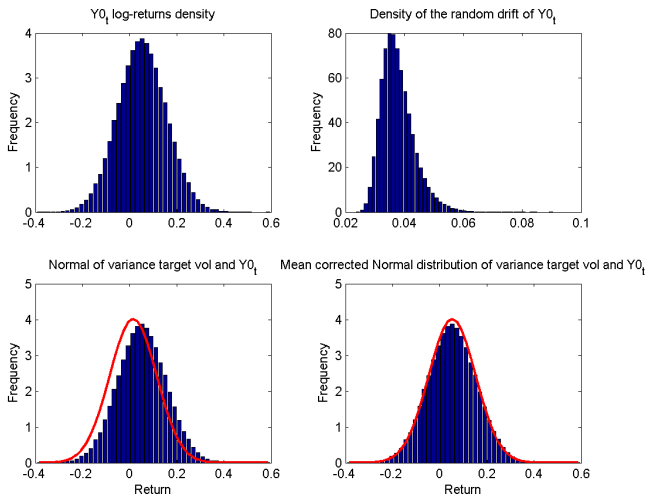 Y0t log-returns density
Density of the random drift of Y0t
Frequency
4
3
2
1
0
-0.4 -0.2 0 0.2 0.4 0.6
Frequency
80
60
40
20
0
0.02 0.04 0.06 0.08 0.1
Normal of variance target vol and Y0t
Mean corrected Normal distribution of variance target vol and Y0t
Frequency
5
4
3
2
1
0
-0.4 -0.2 0 0.2 0.4 0.6
Return
Frequency
5
4
3
2
1
0
-0.4 -0.2 0 0.2 0.4 0.6
Return